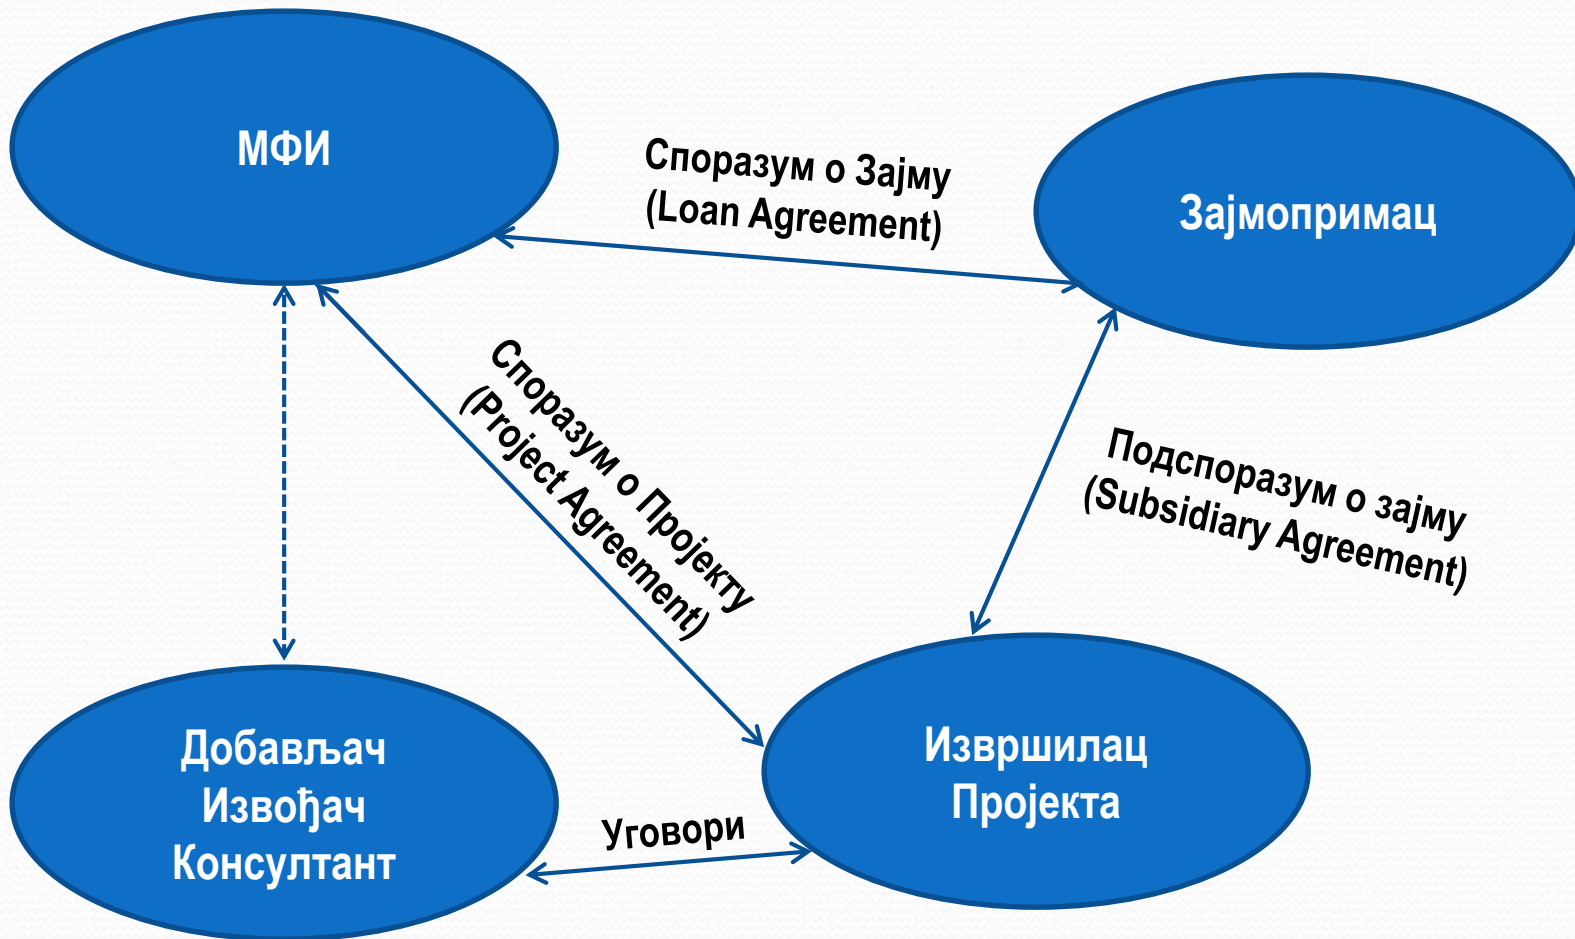 МФИ
Споразум о Зајму
(Loan Agreement)
Зајмопримац
Споразум о Пројекту
(Project Agreement)
Подспоразум о зајму
(Subsidiary Agreement)
Добављач
Извођач
Консултант
Уговори
Извршилац
Пројекта